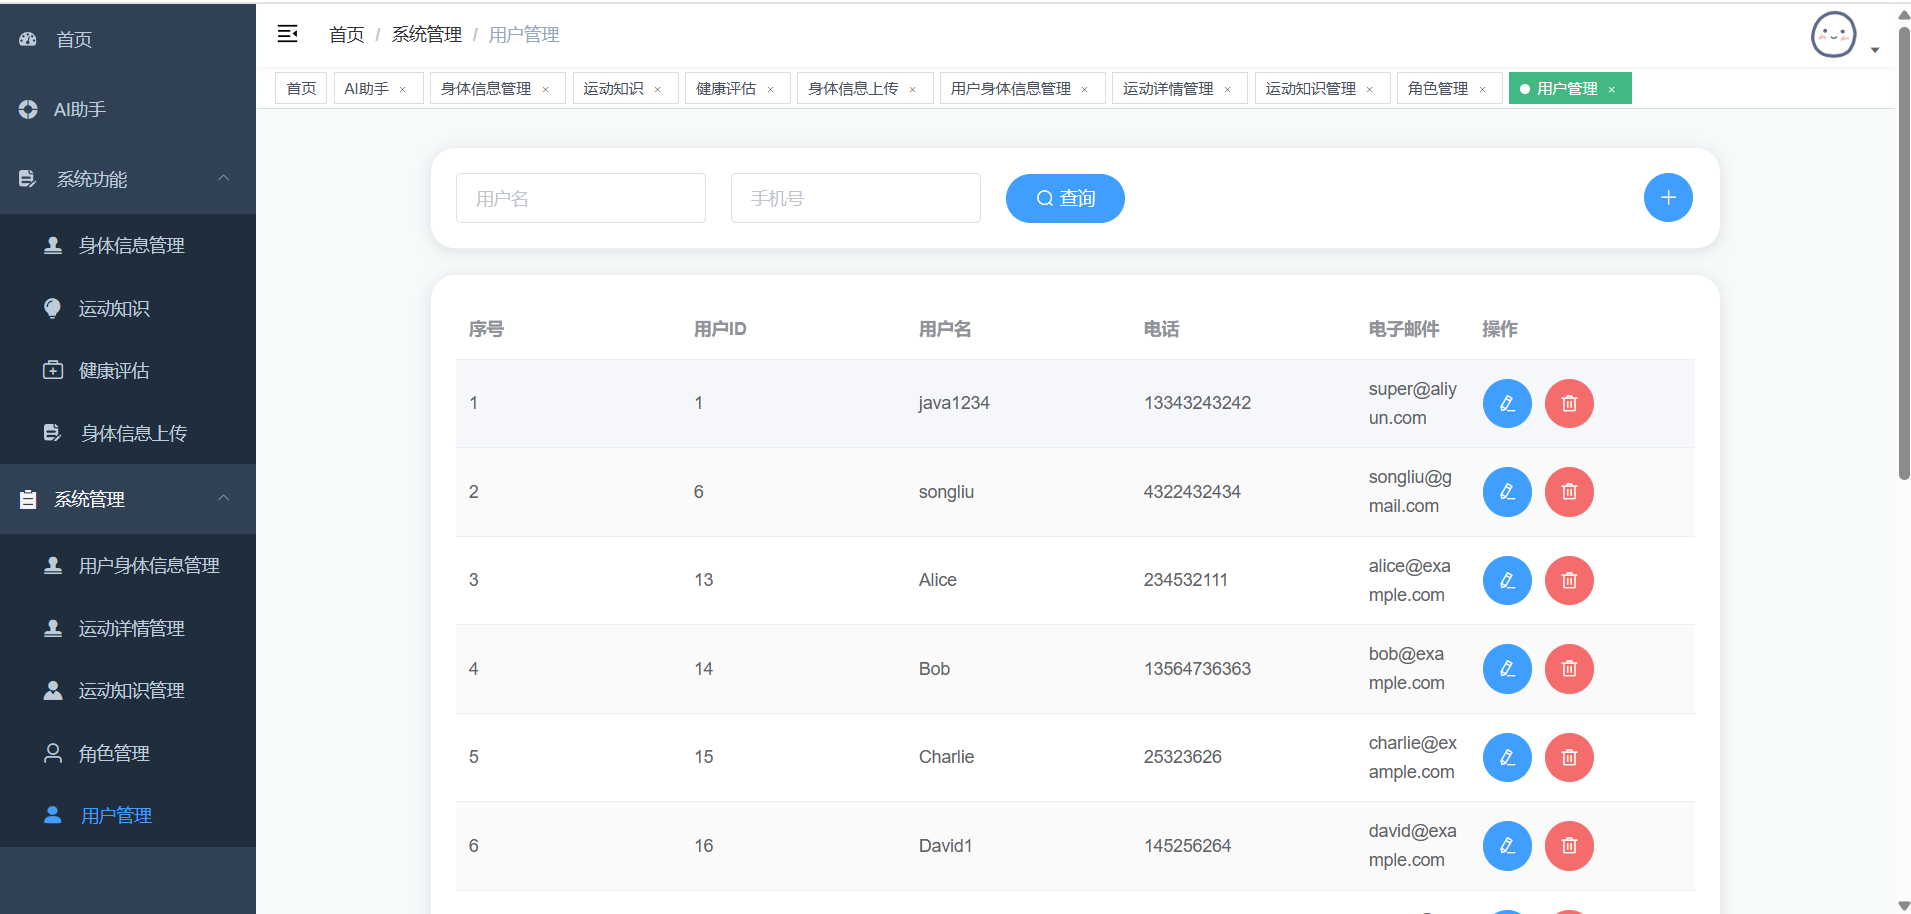 首页
AI助手
系统功能
身体信息管理
运动知识
健康评估
身体信息上传
系统管理
用户身体信息管理
运动详情管理
运动知识管理
角色管理
用户管理
首页 / 系统管理 / 用户管理
首页 AI助手 × 身体信息管理 × 运动知识 × 健康评估 × 身体信息上传 × 用户身体信息管理 × 运动详情管理 × 运动知识管理 × 角色管理 × 用户管理 ×
用户名 手机号 查询
序号 用户ID 用户名 电话 电子邮件 操作
1 1 java1234 13343243242 super@aliy
un.com
2 6 songliu 4322432434 songliu@g
mail.com
3 13 Alice 234532111 alice@exa
mple.com
4 14 Bob 13564736363 bob@exa
mple.com
5 15 Charlie 25323626 charlie@ex
ample.com
6 16 David1 145256264 david@exa
mple.com